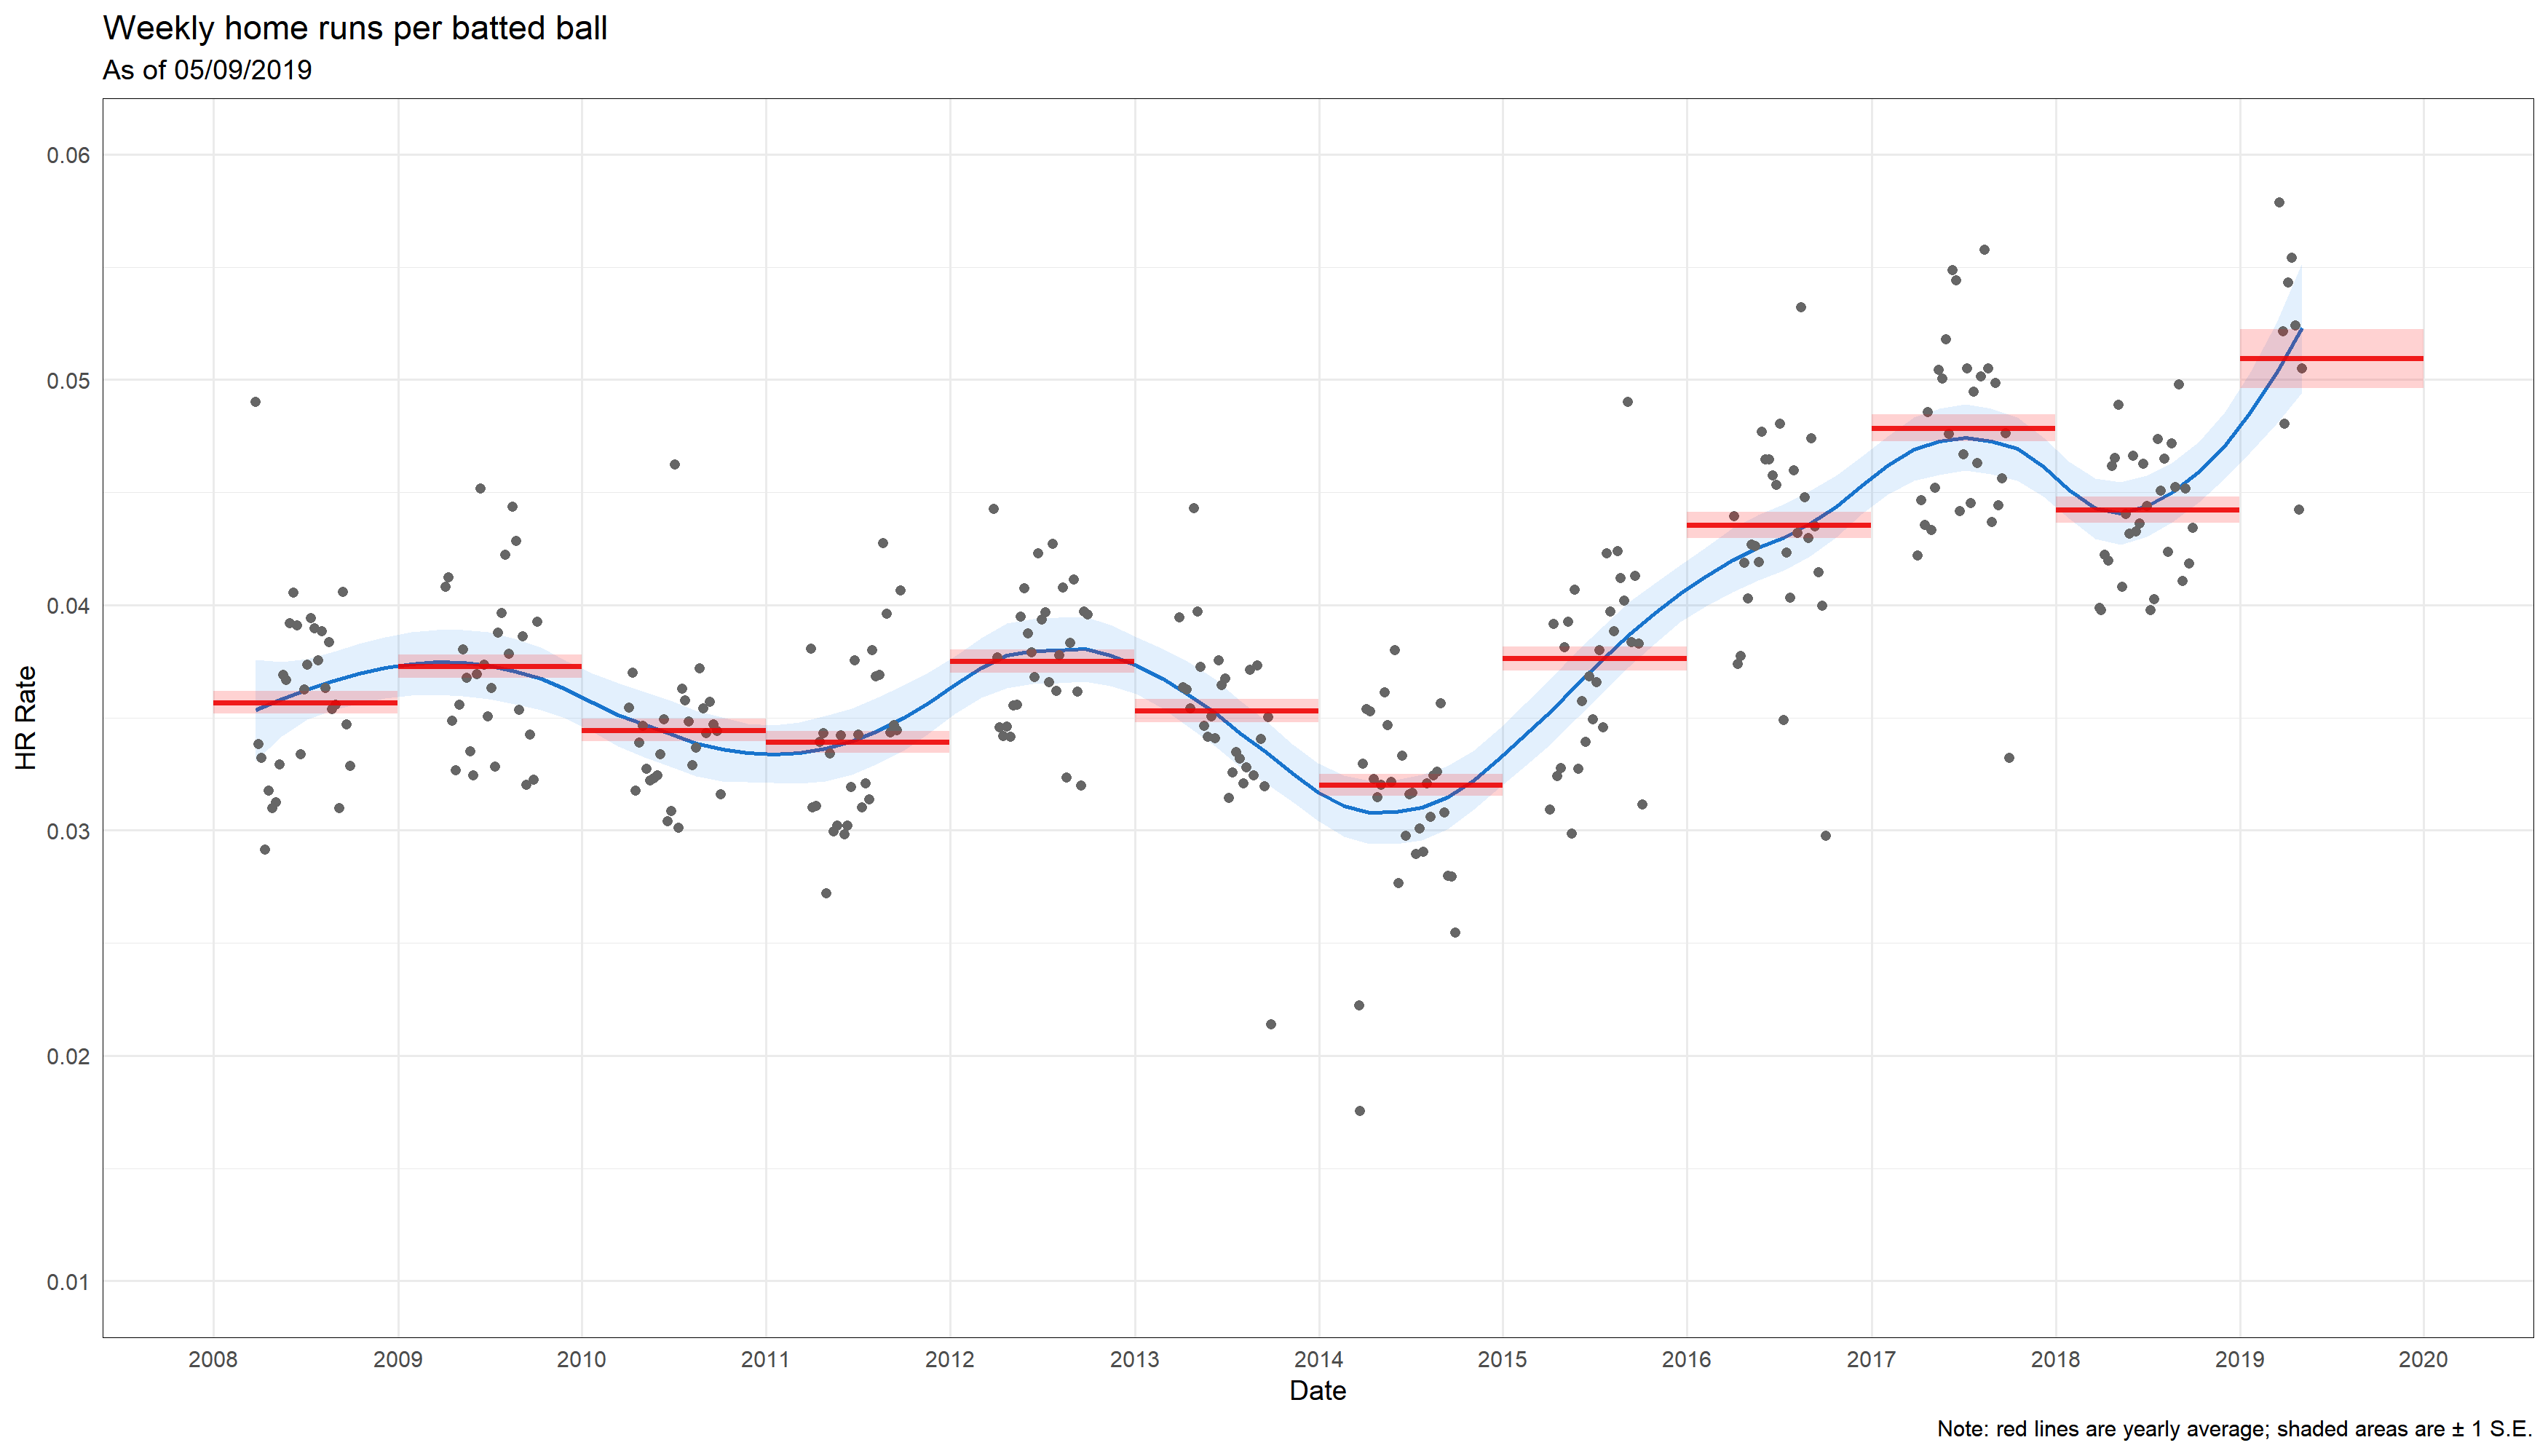 Weekly home runs per batted ball
As of 05/09/2019
0.06
0.05
0.04
0.03
0.02
0.01
HR Rate
2008 2009 2010 2011 2012 2013 2014 2015 2016 2017 2018 2019 2020
Date
Note: red lines are yearly average; shaded areas are ± 1 S.E.